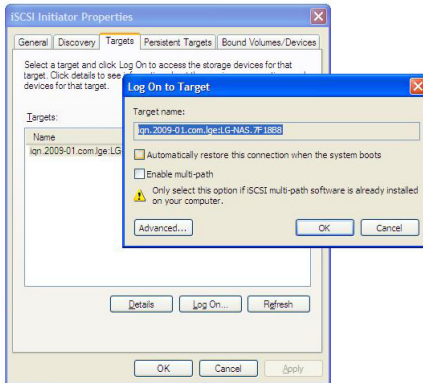 iSCSI Initiator Properties
General Discovery Targets Persistent Targets Bound Volumes/Devices
Select a target and click Log On to access the storage devices for that
target. Click details to see
devices for that target.
Targets:
Name
iqn.2009-01.com.lge:LG
Log On to Target
Target name:
iqn.2009-01.com.lge:LG-NAS.7F18B8
Automatically restore this connection when the system boots
Enable multi-path
Only select this option if iSCSI multi-path software is already installed
on your computer.
Advanced... OK Cancel
Details Log On... Refresh
OK Cancel Apply